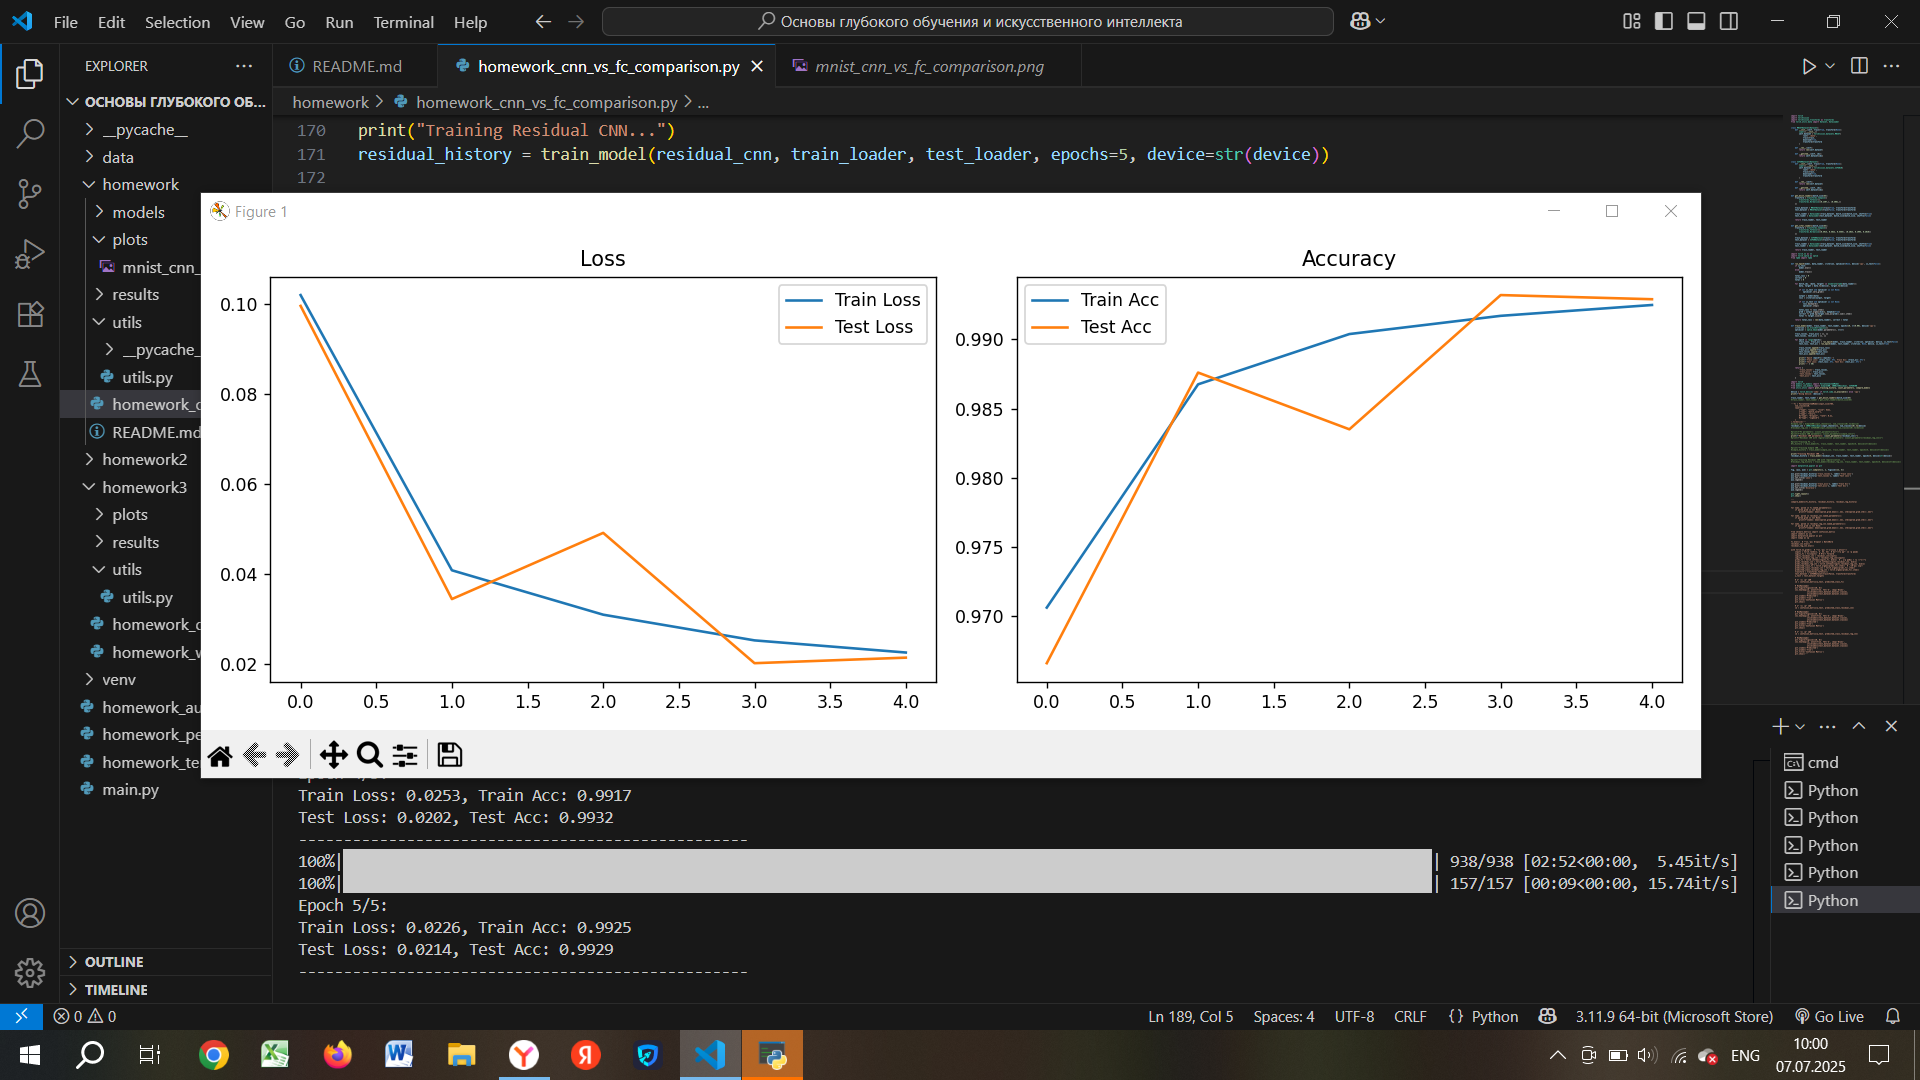 File Edit Selection View Go Run Terminal Help
Основы глубокого обучения и искусственного интеллекта
EXPLORER
README.md
homework_cnn_vs_fc_comparison.py
mnist_cnn_vs_fc_comparison.png
ОСНОВЫ ГЛУБОКОГО ОБ...
homework > homework_cnn_vs_fc_comparison.py > ...
__pycache__
data
homework
models
plots
mnist_cnn_
results
utils
__pycache_
utils.py
homework_c
README.md
homework2
homework3
plots
results
utils
utils.py
homework_c
homework_w
venv
homework_au
homework_pe
homework_te
main.py
OUTLINE
TIMELINE
170 print("Training Residual CNN...")
171 residual_history = train_model(residual_cnn, train_loader, test_loader, epochs=5, device=str(device))
172
Figure 1
Loss
Train Loss
Test Loss
0.10
0.08
0.06
0.04
0.02
0.0 0.5 1.0 1.5 2.0 2.5 3.0 3.5 4.0
Accuracy
Train Acc
Test Acc
0.990
0.985
0.980
0.975
0.970
0.0 0.5 1.0 1.5 2.0 2.5 3.0 3.5 4.0
Train Loss: 0.0253, Train Acc: 0.9917
Test Loss: 0.0202, Test Acc: 0.9932
--------------------------------------------------
100%| | 938/938 [02:52<00:00, 5.45it/s]
100%| | 157/157 [00:09<00:00, 15.74it/s]
Epoch 5/5:
Train Loss: 0.0226, Train Acc: 0.9925
Test Loss: 0.0214, Test Acc: 0.9929
--------------------------------------------------
cmd
Python
Python
Python
Python
Python
0 0
Ln 189, Col 5 Spaces: 4 UTF-8 CRLF {} Python 3.11.9 64-bit (Microsoft Store) Go Live
ENG
10:00
07.07.2025